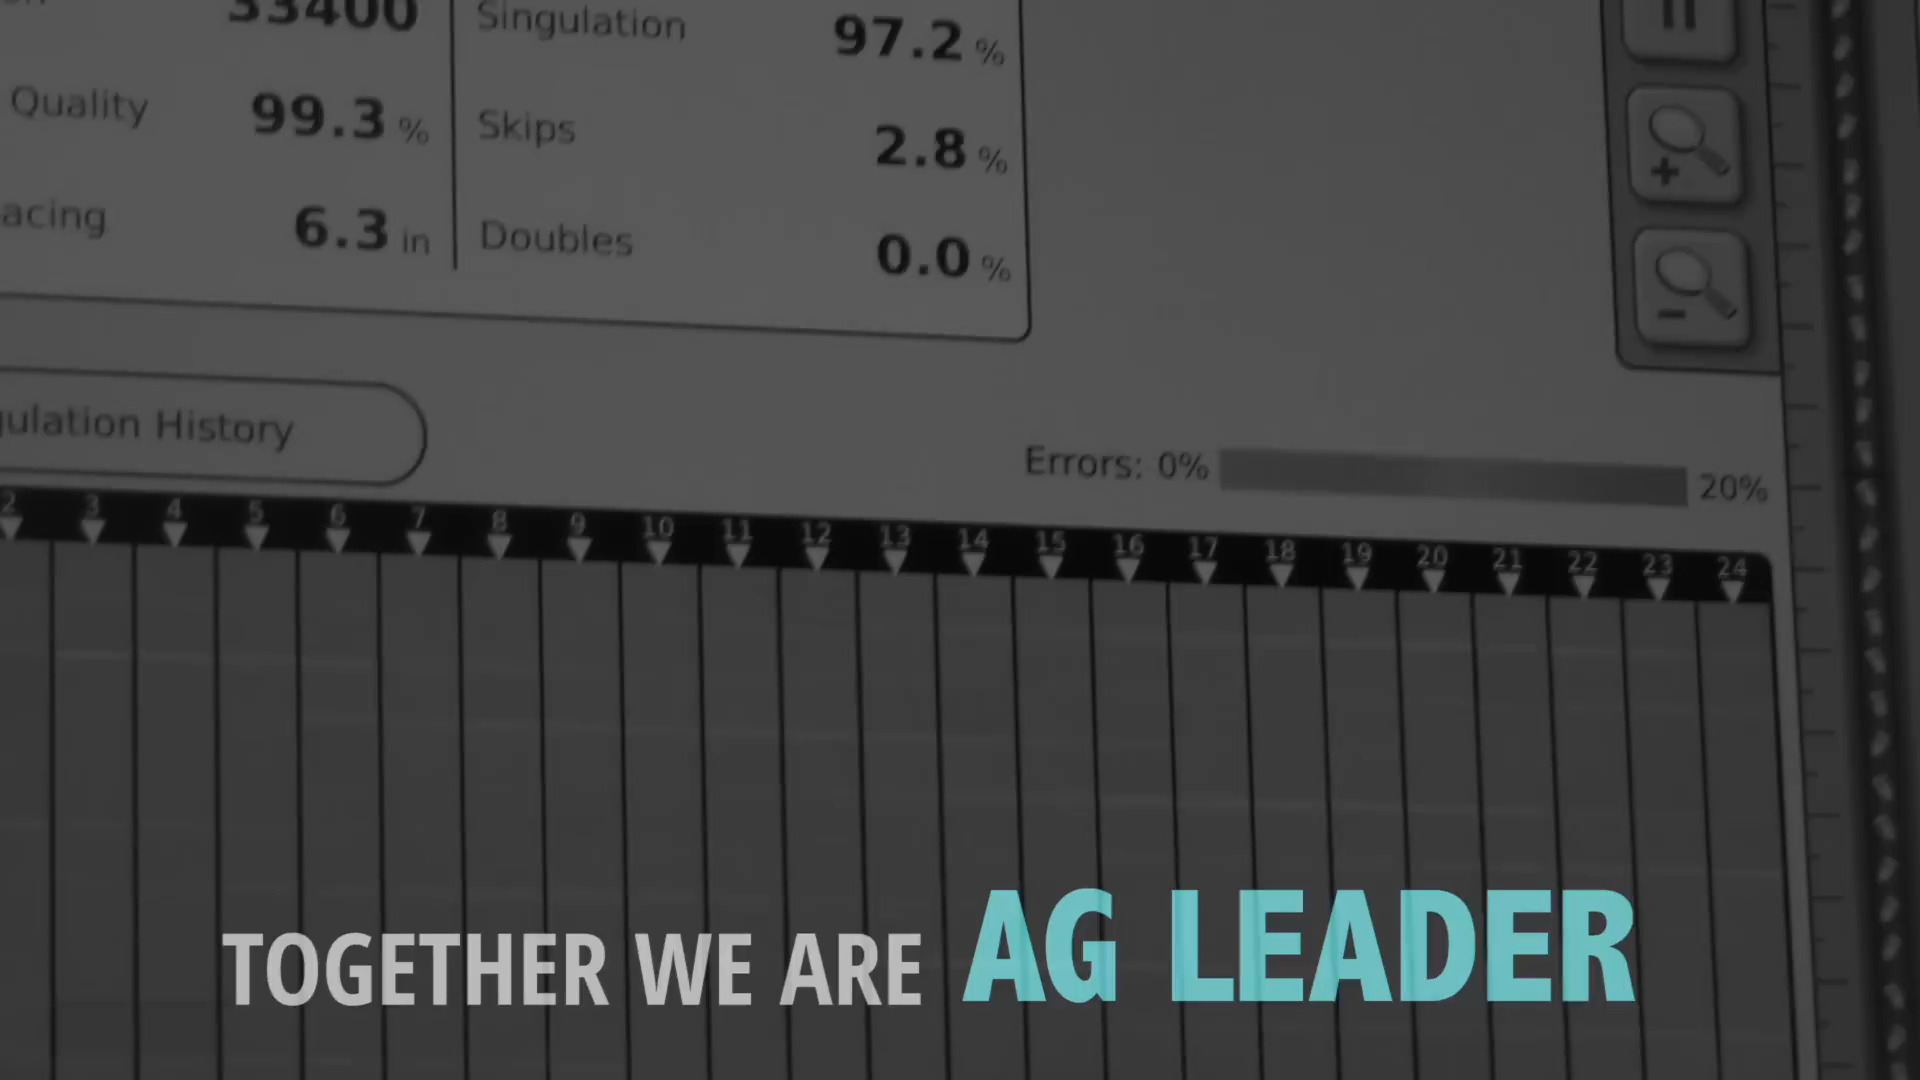 33400
Singulation 97.2 %
Quality 99.3 %
Skips 2.8 %
acing 6.3 in
Doubles 0.0 %
gulation History
Errors: 0% 20%
2 3 4 5 6 7 8 9 10 11 12 13 14 15 16 17 18 19 20 21 22 23 24
TOGETHER WE ARE AG LEADER